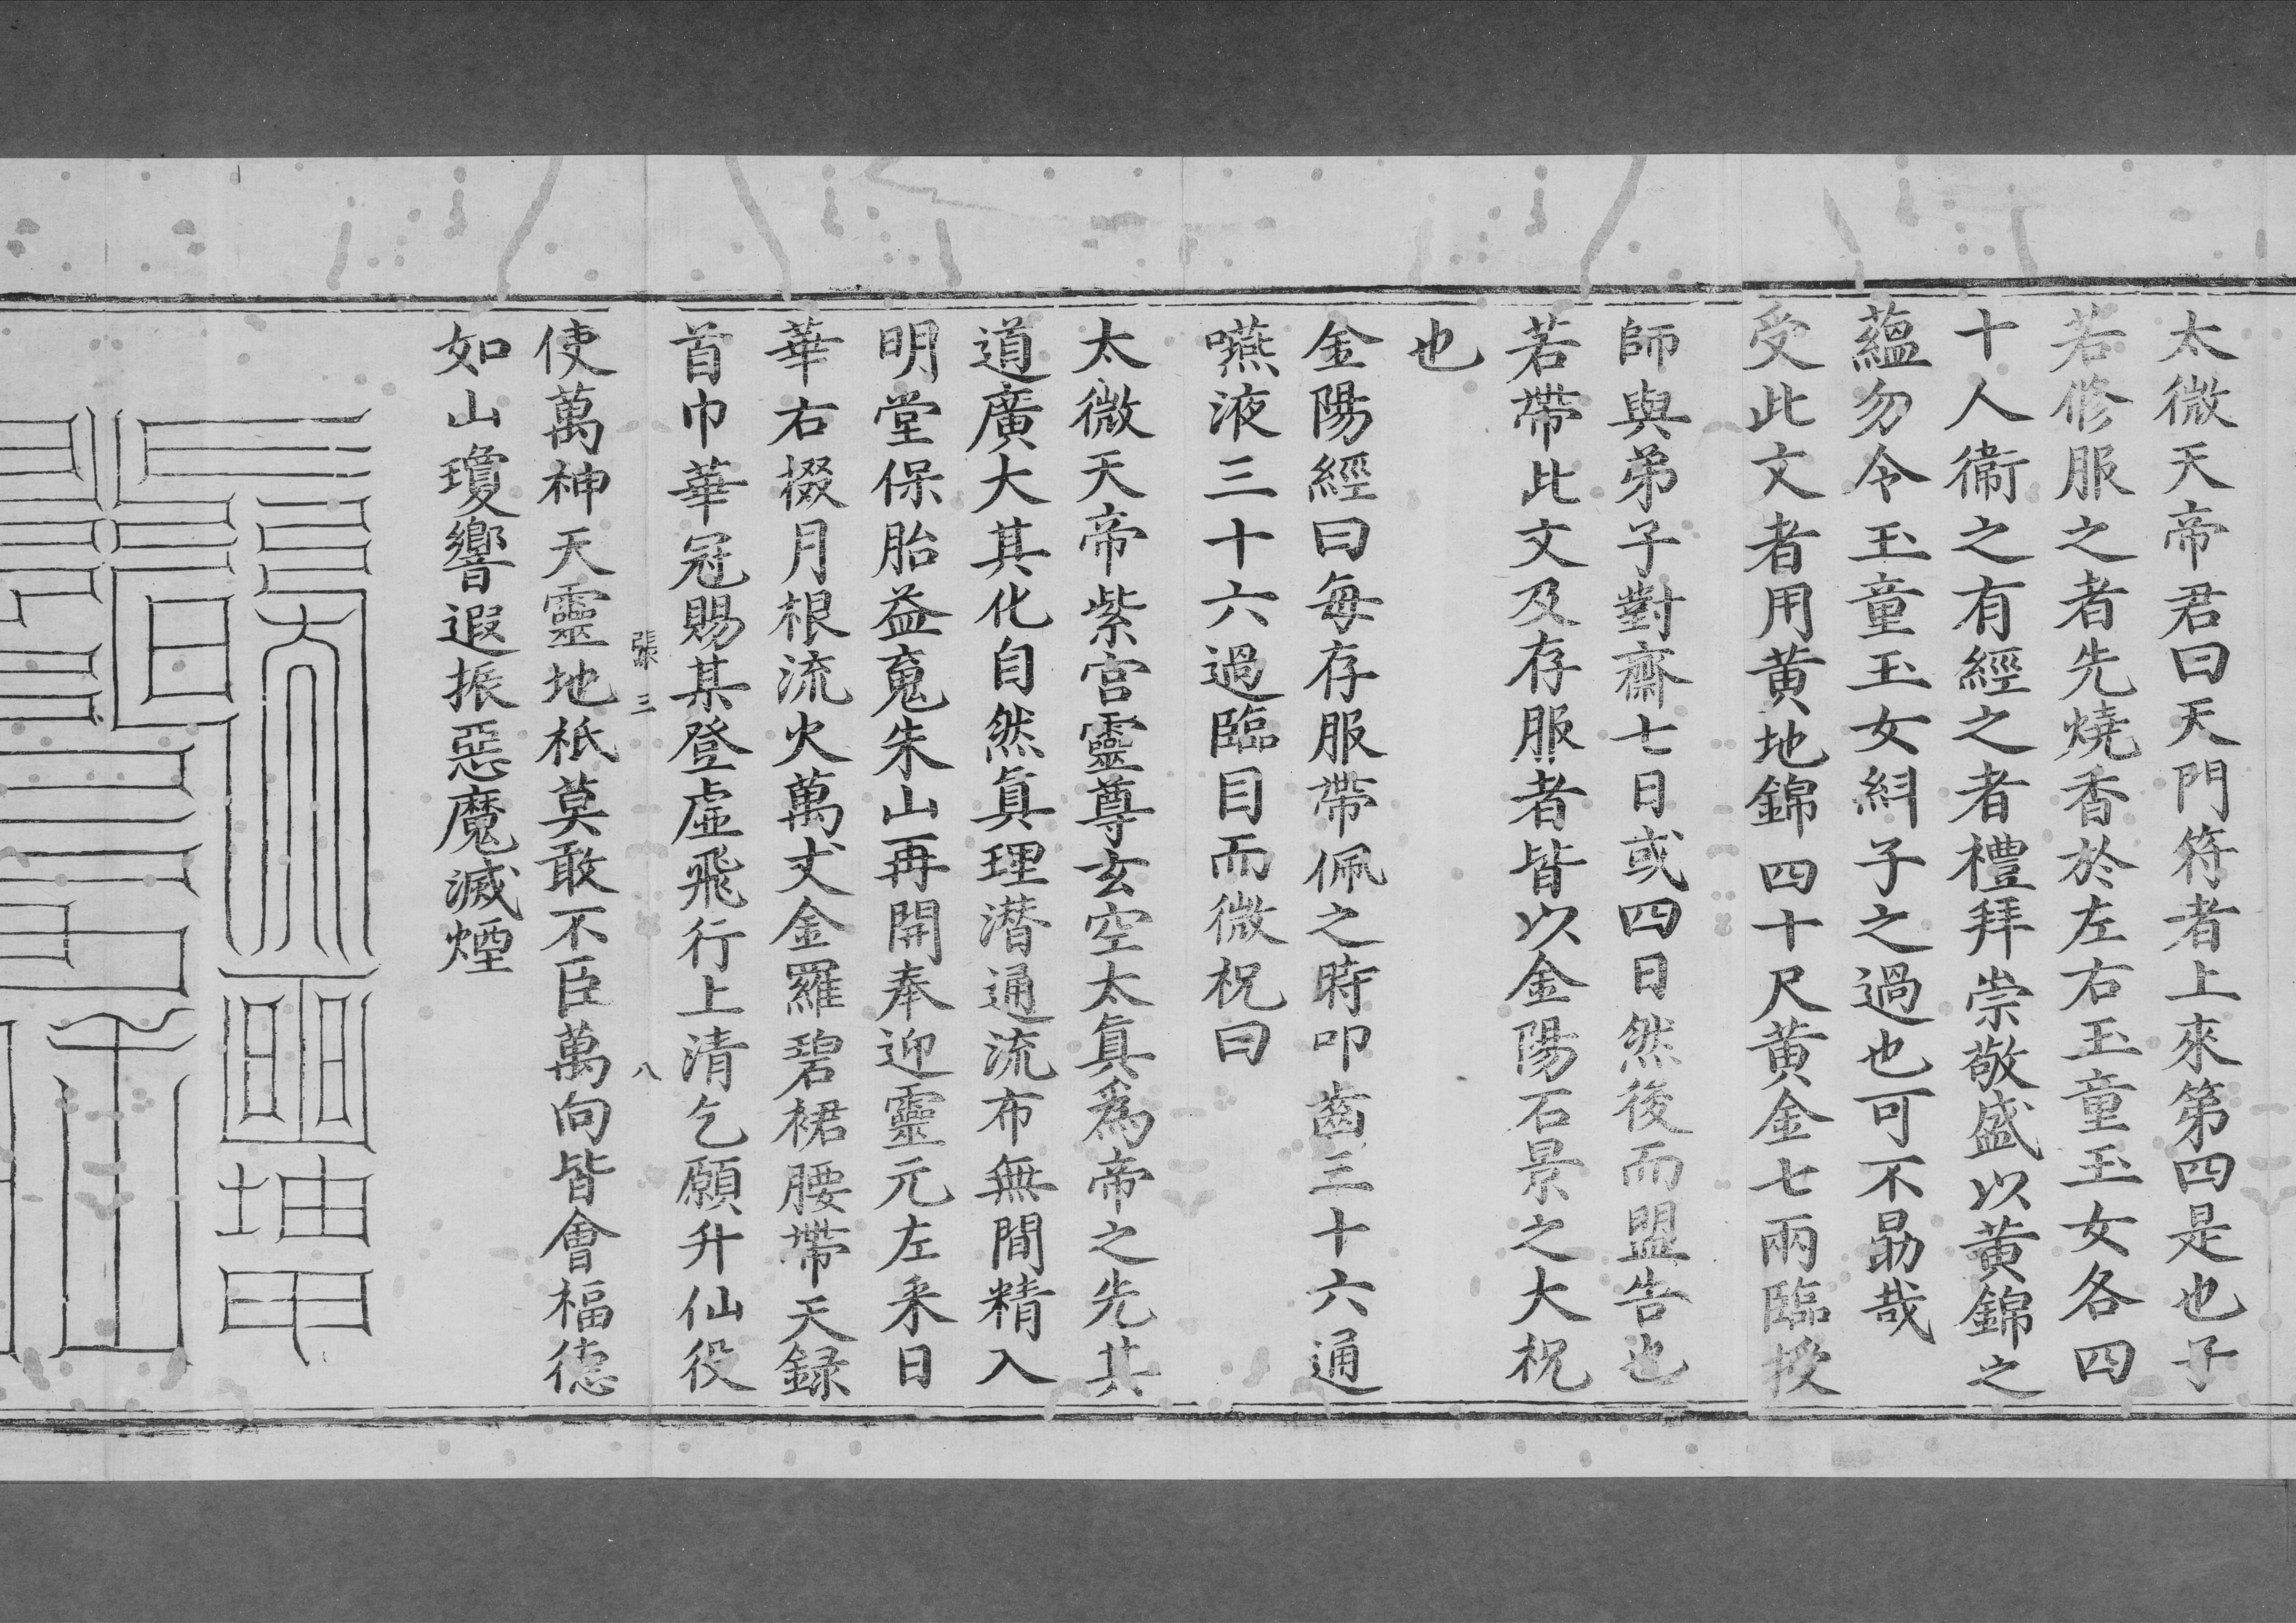 太微天帝君曰天門符者上來第四是也子
若修服之者先燒香於左右玉童玉女各四
十人衞之有經之者禮拜崇敬盛以黄錦之
蘊勿令玉童玉女糾子之過也可不勗哉
受此文者用黄地錦四十尺黄金七兩臨授
師與弟子對齋七日或四日然後而盟告也
若帶此文及存服者皆以金陽石景之大祝
也
金陽經曰每存服帶佩之時叩齒三十六通
嚥液三十六過臨目而微祝曰
太微天帝紫宮靈尊玄空太眞爲帝之先其
道廣大其化自然眞理潛通流布無間精入
明堂保胎益䰟朱山再開奉迎靈元左采日
華右掇月根流火萬丈金羅碧裙腰帶天録
首巾華冠賜某登虛飛行上清乞願升仙役
張 三 八
使萬神天靈地祇莫敢不臣萬向皆會福德
如山瓊響遐振惡魔滅煙